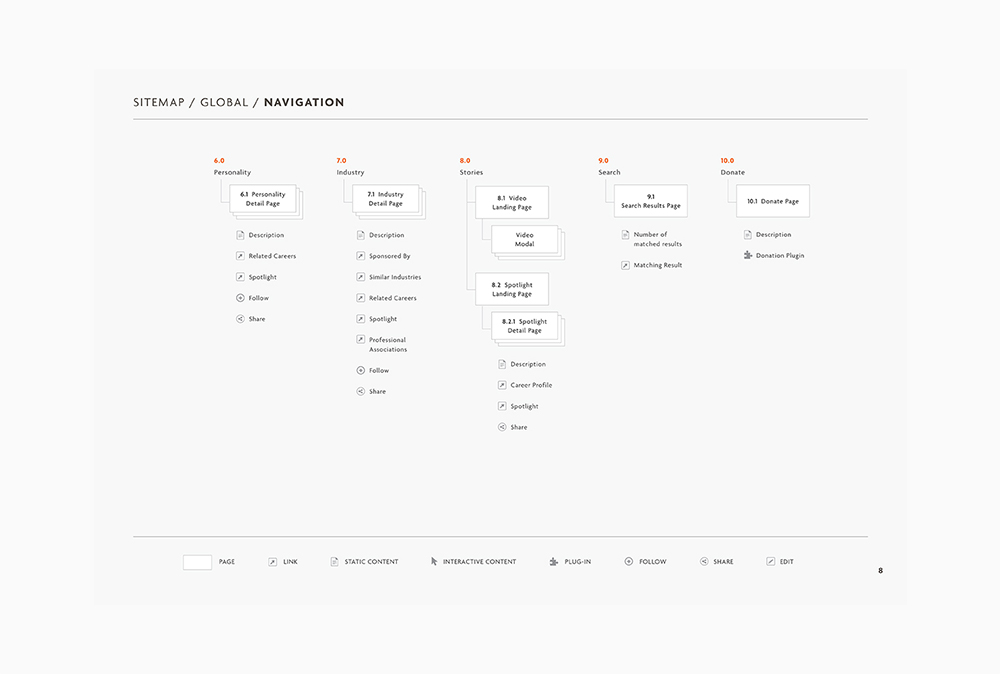 SITEMAP / GLOBAL / NAVIGATION
6.0
Personality
6.1 Personality
Detail Page
Description
Related Careers
Spotlight
Follow
Share
7.0
Industry
7.1 Industry
Detail Page
Description
Sponsored By
Similar Industries
Related Careers
Spotlight
Professional
Associations
Follow
Share
8.0
Stories
8.1 Video
Landing Page
Video
Modal
8.2 Spotlight
Landing Page
8.2.1 Spotlight
Detail Page
Description
Career Profile
Spotlight
Share
9.0
Search
9.1
Search Results Page
Number of
matched results
Matching Result
10.0
Donate
10.1 Donate Page
Description
Donation Plugin
PAGE
LINK
STATIC CONTENT
INTERACTIVE CONTENT
PLUG-IN
FOLLOW
SHARE
EDIT
8